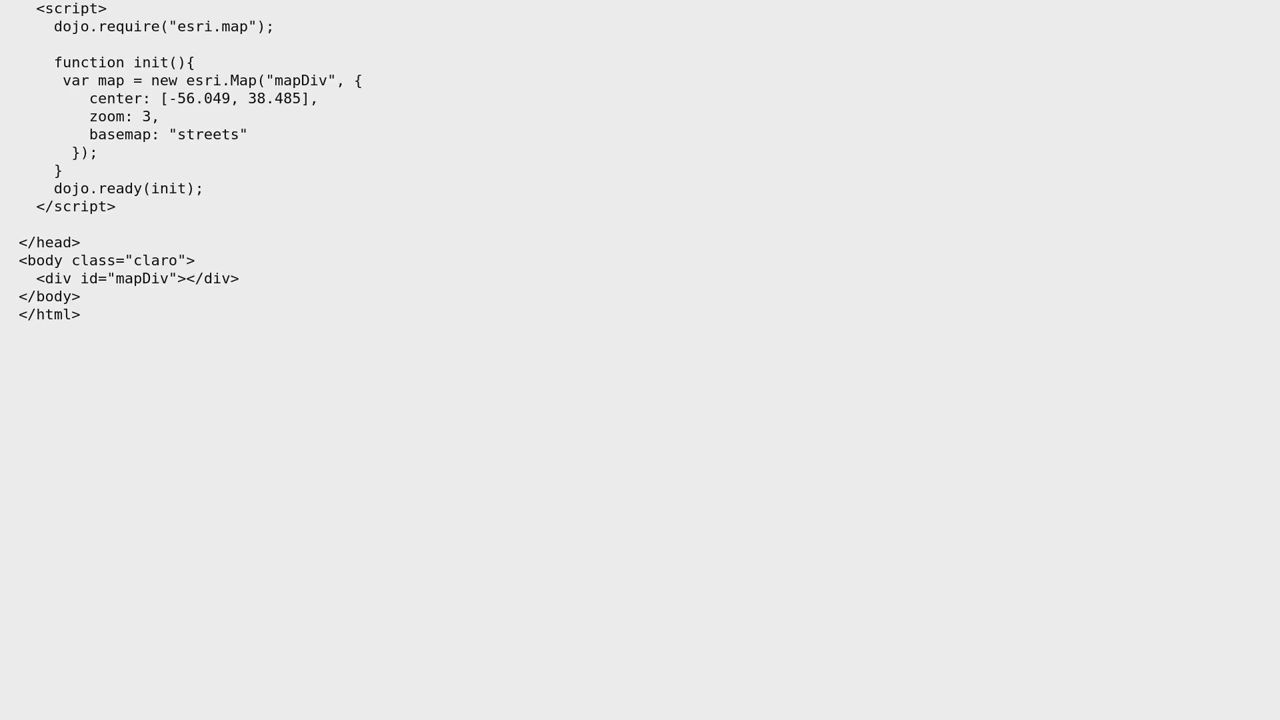 <script>
dojo.require("esri.map");
function init(){
var map = new esri.Map("mapDiv", {
center: [-56.049, 38.485],
zoom: 3,
basemap: "streets"
});
}
dojo.ready(init);
</script>
</head>
<body class="claro">
<div id="mapDiv"></div>
</body>
</html>